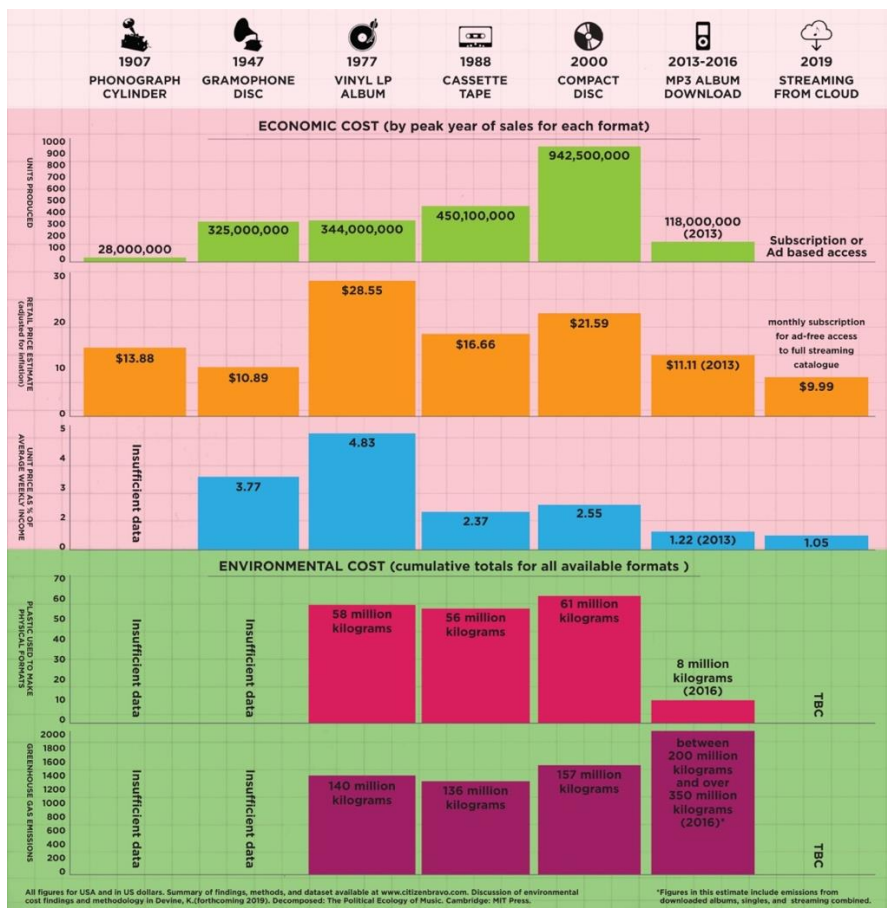 1907
PHONOGRAPH
CYLINDER
1947
GRAMOPHONE
DISC
1977
VINYL LP
ALBUM
1988
CASSETTE
TAPE
2000
COMPACT
DISC
2013-2016
MP3 ALBUM
DOWNLOAD
2019
STREAMING
FROM CLOUD
ECONOMIC COST (by peak year of sales for each format)
UNITS PRODUCED
1000
900
800
700
600
500
400
300
200
100
0
28,000,000
325,000,000
344,000,000
450,100,000
942,500,000
118,000,000
(2013)
Subscription or
Ad based access
RETAIL PRICE ESTIMATE
(adjusted for inflation)
30
20
10
0
$13.88
$10.89
$28.55
$16.66
$21.59
$11.11 (2013)
monthly subscription
for ad-free access
to full streaming
catalogue
$9.99
UNIT PRICE AS % OF
AVERAGE WEEKLY INCOME
5
4
3
2
0
Insufficient data
3.77
4.83
2.37
2.55
1.22 (2013)
1.05
ENVIRONMENTAL COST (cumulative totals for all available formats )
PLASTIC USED TO MAKE
PHYSICAL FORMATS
70
60
50
40
30
20
10
0
Insufficient data
Insufficient data
58 million
kilograms
56 million
kilograms
61 million
kilograms
8 million
kilograms
(2016)
TBC
GREENHOUSE GAS EMISSIONS
2000
1800
1600
1400
1200
1000
800
600
400
200
0
Insufficient data
Insufficient data
140 million
kilograms
136 million
kilograms
157 million
kilograms
between
200 million
kilograms
and over
350 million
kilograms
(2016)*
TBC
All figures for USA and in US dollars. Summary of findings, methods, and dataset available at www.citizenbravo.com. Discussion of environmental
cost findings and methodology in Devine, K.(forthcoming 2019). Decomposed: The Political Ecology of Music. Cambridge: MIT Press.
*Figures in this estimate include emissions from
downloaded albums, singles, and streaming combined.